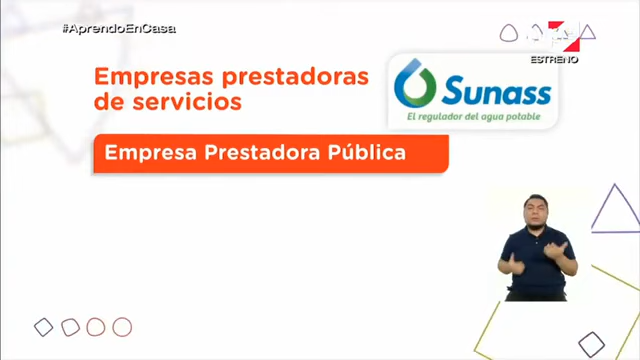 #AprendoEnCasa
ESTRENO
Empresas prestadoras
de servicios
Sunass
El regulador del agua potable
Empresa Prestadora Pública